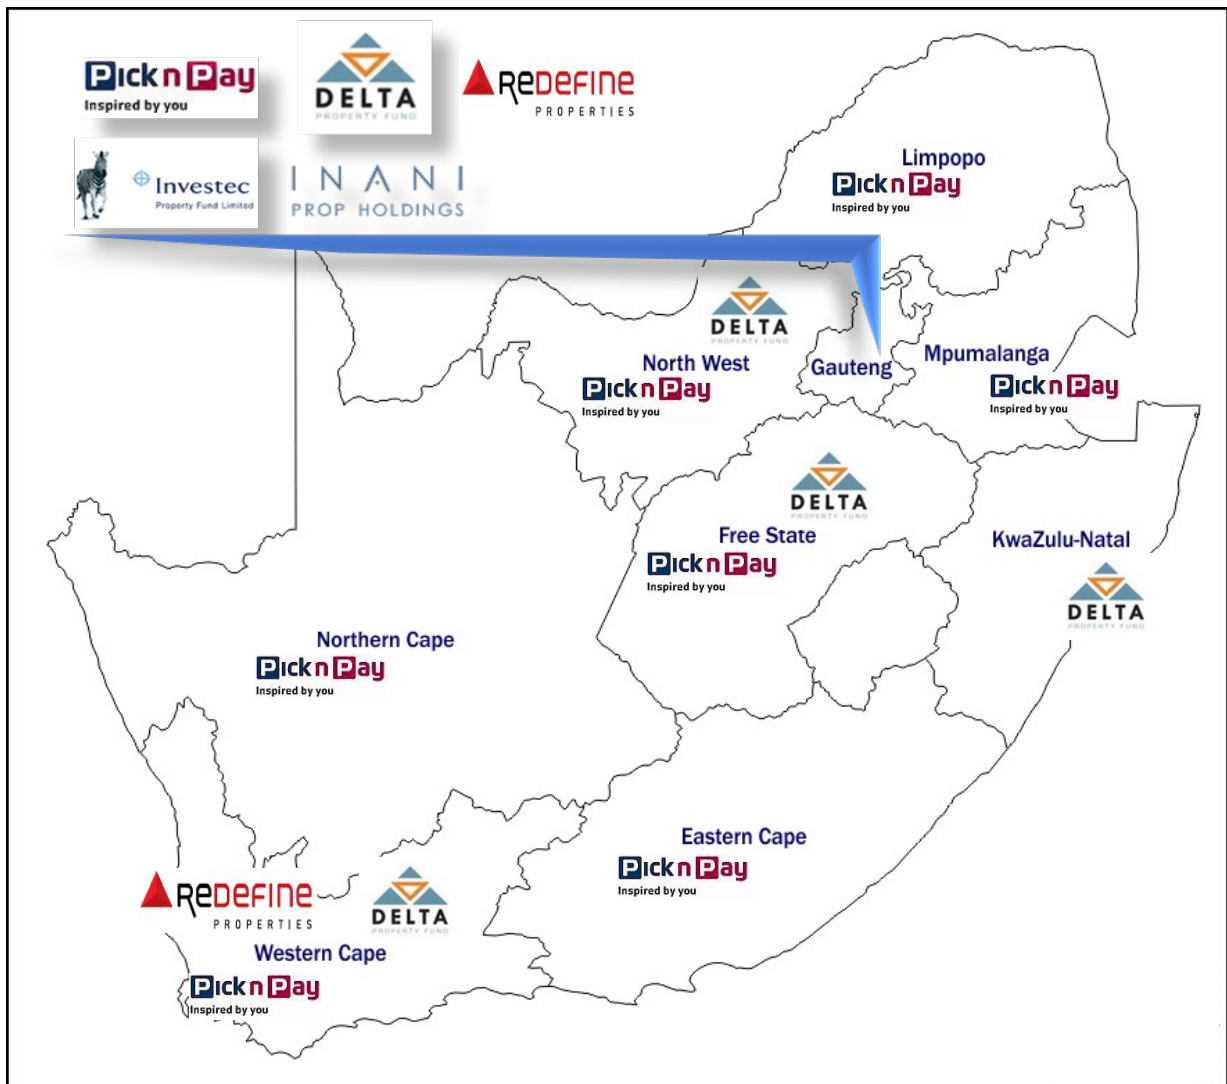 Pick n Pay
Inspired by you
DELTA
PROPERTY FUND
REDEFINE
PROPERTIES
Investec
Property Fund Limited
INANI
PROP HOLDINGS
Limpopo
Pick n Pay
Inspired by you
DELTA
PROPERTY FUND
North West
Pick n Pay
Inspired by you
Gauteng
Mpumalanga
Pick n Pay
Inspired by you
DELTA
PROPERTY FUND
Free State
Pick n Pay
Inspired by you
KwaZulu-Natal
DELTA
PROPERTY FUND
Northern Cape
Pick n Pay
Inspired by you
Eastern Cape
Pick n Pay
Inspired by you
REDEFINE
PROPERTIES
DELTA
PROPERTY FUND
Western Cape
Pick n Pay
Inspired by you